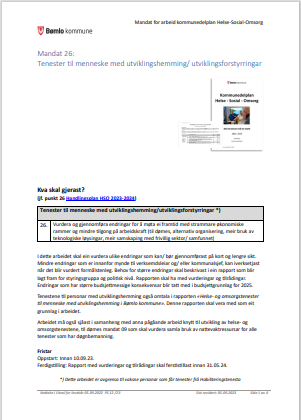 Mandat for arbeid kommunedelplan Helse-Sosial-Omsorg
Bømlo kommune
Mandat 26:
Tenester til menneske med utviklingshemming/ utviklingsforstyrringar
Kommunedelplan
Helse - Sosial - Omsorg
Kva skal gjerast?
(jf. punkt 26 Handlingsplan HSO 2023-2024)
Tenester til menneske med utviklingshemming/utviklingsforstyrringar *)
26. Vurdera og gjennomføra endringar for å møta ei framtid med strammare økonomiske
rammer og mindre tilgang på arbeidskraft (til dømes, alternativ organisering, meir bruk av
teknologiske løysingar, meir samskaping med frivillig sektor/ samfunnet)
I dette arbeidet skal ein vurdera ulike endringar som kan/ bør gjennomførast på kort og lengre sikt.
Mindre endringar som er innanfor mynde til verksemdsleiar og/ eller kommunalsjef, kan iverksetjast
når det blir vurdert formålstenleg. Behov for større endringar skal beskrivast i ein rapport som blir
lagt fram for styringsgruppa og politisk nivå. Rapporten skal ha med vurderingar og tilrådingar.
Endringar som har større budsjettmessige konsekvensar blir tatt med i budsjettgrunnlag for 2025.
Tenestene til personar med utviklingshemming også omtala i rapporten «Helse- og omsorgstenester
til menneske med utviklingshemming i Bømlo kommune». Denne rapporten skal vera med som eit
grunnlag i arbeidet.
Arbeidet må også sjåast i samanheng med anna pågåande arbeid knytt til utvikling av helse- og
omsorgstenestene, til dømes mandat 09 som skal vurdera samla bruk av nattevaktressursar for alle
tenester som har døgnbemanning.
Fristar
Oppstart: Innan 10.09.23.
Ferdigstilling: Rapport med vurderingar og tilrådingar skal ferdigstillast innan 31.05.24.
*) Dette arbeidet er avgrensa til vaksne personar som får tenester frå Habiliteringstenesta